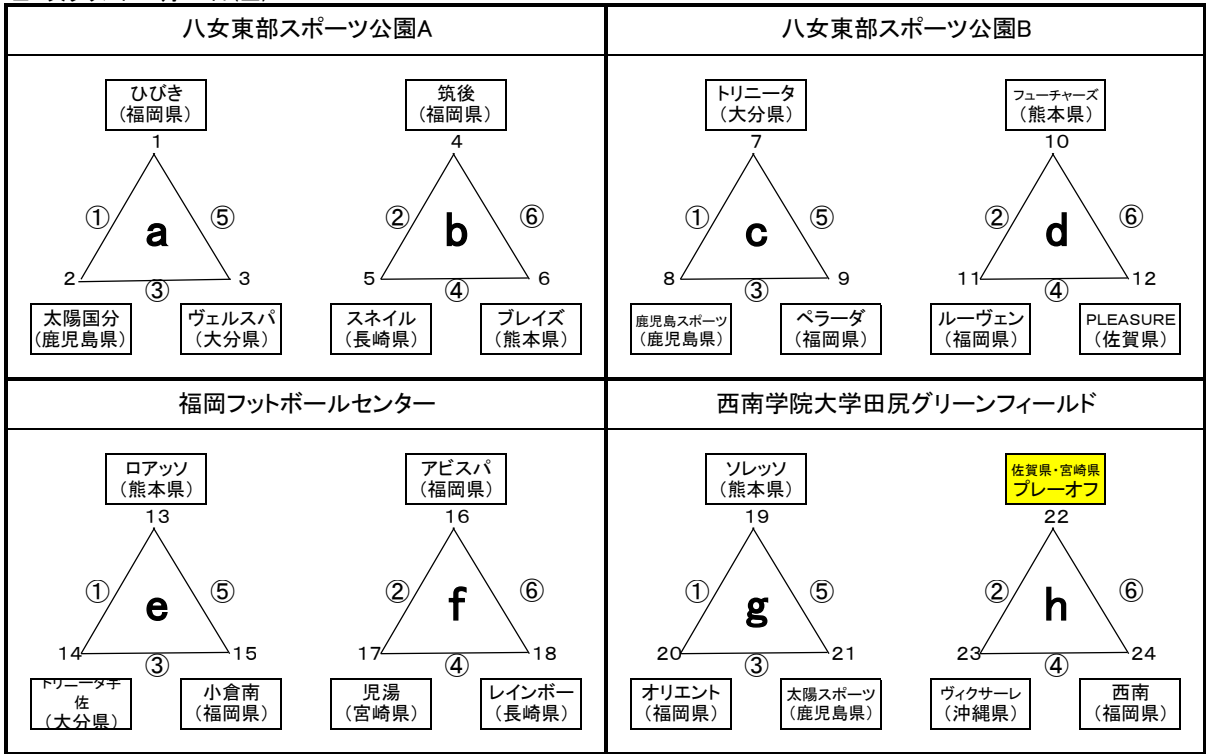 八女東部スポーツ公園A
ひびき
（福岡県）
1
①
⑤
a
2
3
③
太陽国分
（鹿児島県）
ヴェルスパ
（大分県）
筑後
（福岡県）
4
②
⑥
b
5
6
④
スネイル
（長崎県）
ブレイズ
（熊本県）
八女東部スポーツ公園B
トリニータ
（大分県）
7
①
⑤
c
8
9
③
鹿児島スポーツ
（鹿児島県）
ペラーダ
（福岡県）
フューチャーズ
（熊本県）
10
②
⑥
d
11
12
④
ルーヴェン
（福岡県）
PLEASURE
（佐賀県）
福岡フットボールセンター
ロアッソ
（熊本県）
13
①
⑤
e
14
15
③
トリニータ宇
佐
（大分県）
小倉南
（福岡県）
アビスパ
（福岡県）
16
②
⑥
f
17
18
④
児湯
（宮崎県）
レインボー
（長崎県）
西南学院大学田尻グリーンフィールド
ソレッソ
（熊本県）
19
①
⑤
g
20
21
③
オリエント
（福岡県）
太陽スポーツ
（鹿児島県）
佐賀県・宮崎県
プレーオフ
22
②
⑥
h
23
24
④
ヴィクサーレ
（沖縄県）
西南
（福岡県）